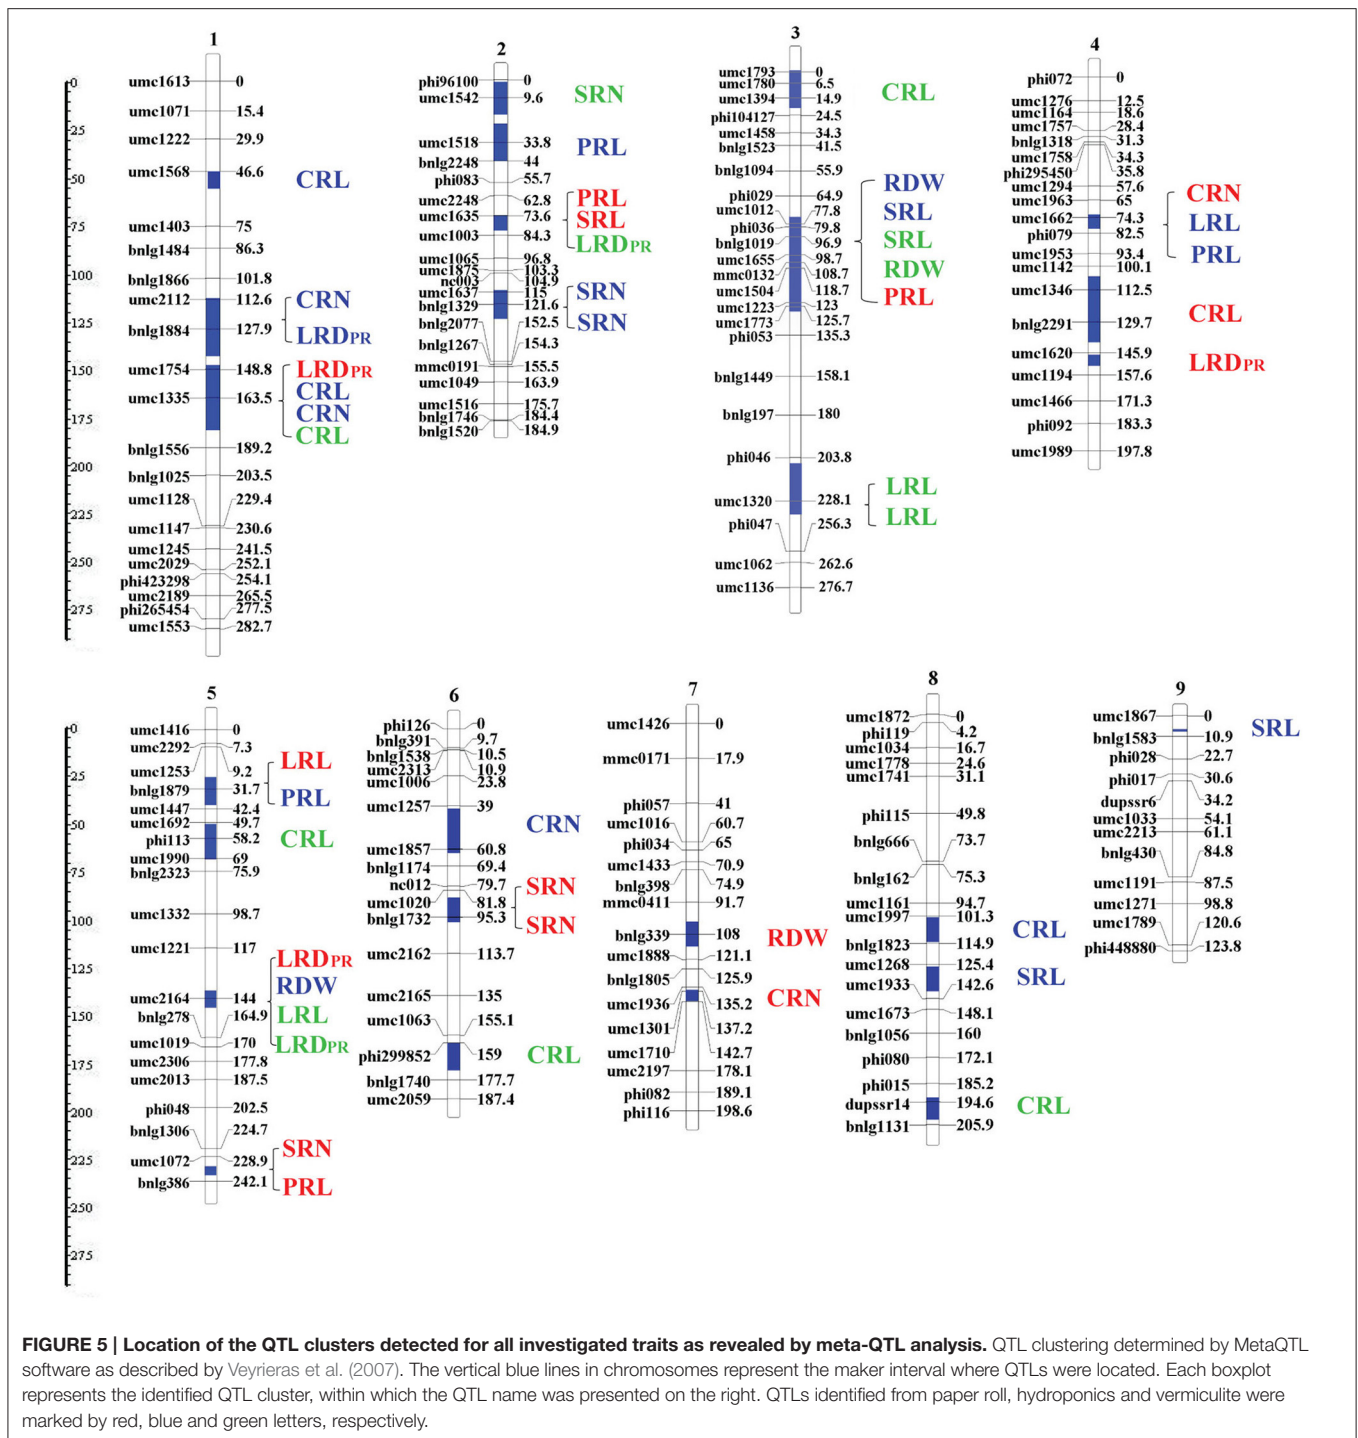 1
umc1613 0
umc1071 15.4
umc1222 29.9
umc1568 46.6
umc1403 75
bnlg1484 86.3
bnlg1866 101.8
umc2112 112.6
bnlg1884 127.9
umc1754 148.8
umc1335 163.5
bnlg1556 189.2
bnlg1025 203.5
umc1128 229.4
umc1147 230.6
umc1245 241.5
umc2029 252.1
phi423298 254.1
umc2189 265.5
phi265454 277.5
umc1553 282.7
0
25
50
75
100
125
150
175
200
225
250
275
CRL
CRN
LRDPR
LRDPR
CRL
CRN
CRL
2
phi96100 0
umc1542 9.6
umc1518 33.8
bnlg2248 44
phi083 55.7
umc2248 62.8
umc1635 73.6
umc1003 84.3
umc1065 96.8
umc1875 103.3
nc003 104.9
umc1637 115
bnlg1329 121.6
bnlg2077 152.5
bnlg1267 154.3
mmc0191 155.5
umc1049 163.9
umc1516 175.7
bnlg1746 184.4
bnlg1520 184.9
SRN
PRL
PRL
SRL
LRDPR
SRN
SRN
3
umc1793 0
umc1780 6.5
umc1394 14.9
phi104127 24.5
umc1458 34.3
bnlg1523 41.5
bnlg1094 55.9
phi029 64.9
umc1012 77.8
phi036 79.8
bnlg1019 96.9
umc1655 98.7
mmc0132 108.7
umc1504 118.7
umc1223 123
umc1773 125.7
phi053 135.3
bnlg1449 158.1
bnlg197 180
phi046 203.8
umc1320 228.1
phi047 256.3
umc1062 262.6
umc1136 276.7
CRL
RDW
SRL
SRL
RDW
PRL
LRL
LRL
4
phi072 0
umc1276 12.5
umc1164 18.6
umc1757 28.4
bnlg1318 31.3
umc1758 34.3
phi295450 35.8
umc1294 57.6
umc1963 65
umc1662 74.3
phi079 82.5
umc1953 93.4
umc1142 100.1
umc1346 112.5
bnlg2291 129.7
umc1620 145.9
umc1194 157.6
umc1466 171.3
phi092 183.3
umc1989 197.8
CRN
LRL
PRL
CRL
LRDPR
5
umc1416 0
umc2292 7.3
umc1253 9.2
bnlg1879 31.7
umc1447 42.4
umc1692 49.7
phi113 58.2
umc1990 69
bnlg2323 75.9
umc1332 98.7
umc1221 117
umc2164 144
bnlg278 164.9
umc1019 170
umc2306 177.8
umc2013 187.5
phi048 202.5
bnlg1306 224.7
umc1072 228.9
bnlg386 242.1
0
25
50
75
100
125
150
175
200
225
250
275
LRL
PRL
CRL
LRDPR
RDW
LRL
LRDPR
SRN
PRL
6
phi126 0
bnlg391 9.7
bnlg1538 10.5
umc2313 10.9
umc1006 23.8
umc1257 39
umc1857 60.8
bnlg1174 69.4
nc012 79.7
umc1020 81.8
bnlg1732 95.3
umc2162 113.7
umc2165 135
umc1063 155.1
phi299852 159
bnlg1740 177.7
umc2059 187.4
CRN
SRN
SRN
CRL
7
umc1426 0
mmc0171 17.9
phi057 41
umc1016 60.7
phi034 65
umc1433 70.9
bnlg398 74.9
mmc0411 91.7
bnlg339 108
umc1888 121.1
bnlg1805 125.9
umc1936 135.2
umc1301 137.2
umc1710 142.7
umc2197 178.1
phi082 189.1
phi116 198.6
RDW
CRN
8
umc1872 0
phi119 4.2
umc1034 16.7
umc1778 24.6
umc1741 31.1
phi115 49.8
bnlg666 73.7
bnlg162 75.3
umc1161 94.7
umc1997 101.3
bnlg1823 114.9
umc1268 125.4
umc1933 142.6
umc1673 148.1
bnlg1056 160
phi080 172.1
phi015 185.2
dupssr14 194.6
bnlg1131 205.9
CRL
SRL
CRL
9
umc1867 0
bnlg1583 10.9
phi028 22.7
phi017 30.6
dupssr6 34.2
umc1033 54.1
umc2213 61.1
bnlg430 84.8
umc1191 87.5
umc1271 98.8
umc1789 120.6
phi448880 123.8
SRL
FIGURE 5 | Location of the QTL clusters detected for all investigated traits as revealed by meta-QTL analysis. QTL clustering determined by MetaQTL
software as described by Veyrieras et al. (2007). The vertical blue lines in chromosomes represent the maker interval where QTLs were located. Each boxplot
represents the identified QTL cluster, within which the QTL name was presented on the right. QTLs identified from paper roll, hydroponics and vermiculite were
marked by red, blue and green letters, respectively.